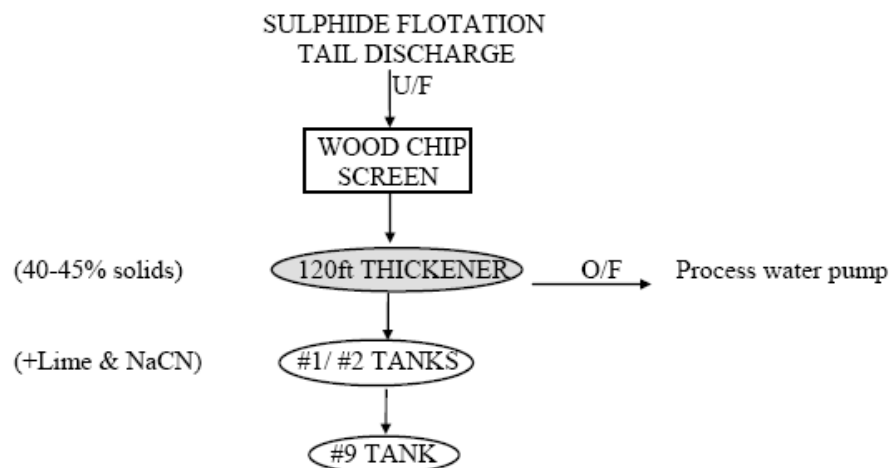 SULPHIDE FLOTATION
TAIL DISCHARGE
U/F
WOOD CHIP
SCREEN
(40-45% solids)
120ft THICKENER
O/F
Process water pump
(+Lime & NaCN)
#1/ #2 TANKS
#9 TANK